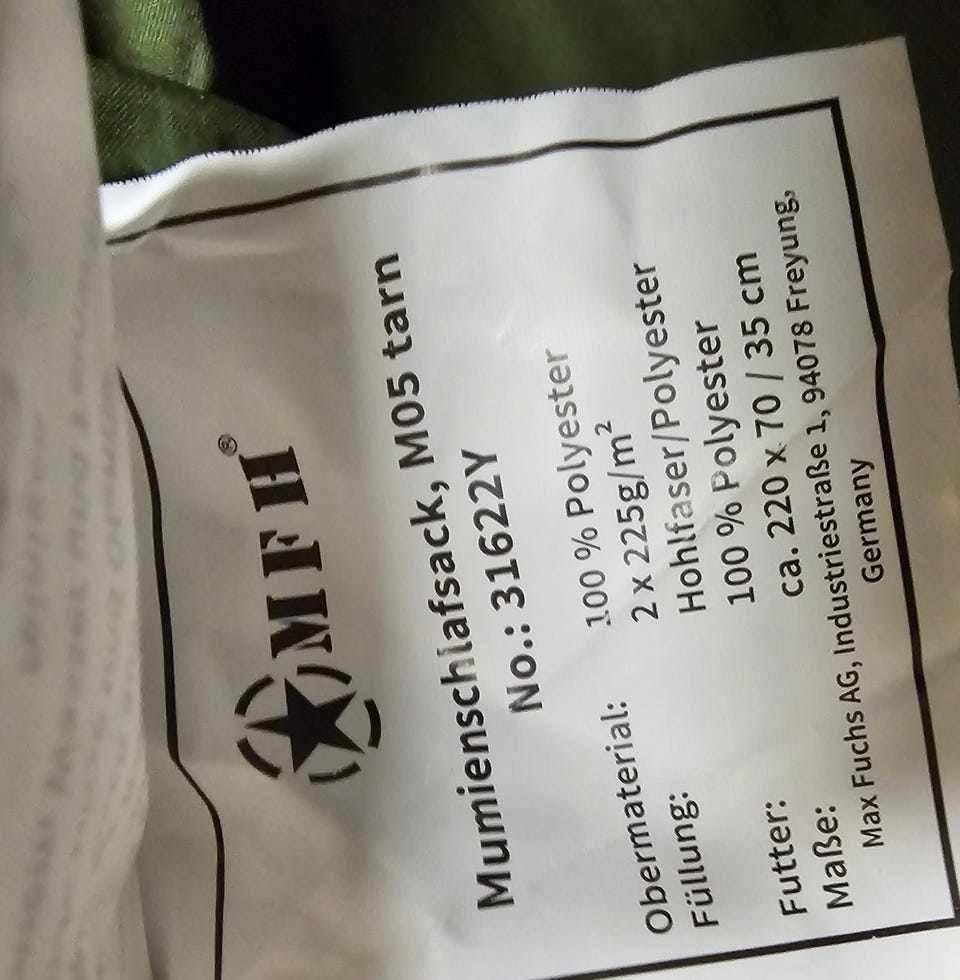 MFH®
Mumienschlafsack, M05 tarn
No.: 31622Y
Obermaterial: 100 % Polyester
Füllung: 2 x 225g/m²
Hohlfaser/Polyester
Futter: 100 % Polyester
Maße: ca. 220 x 70 / 35 cm
Max Fuchs AG, Industriestraße 1, 94078 Freyung,
Germany